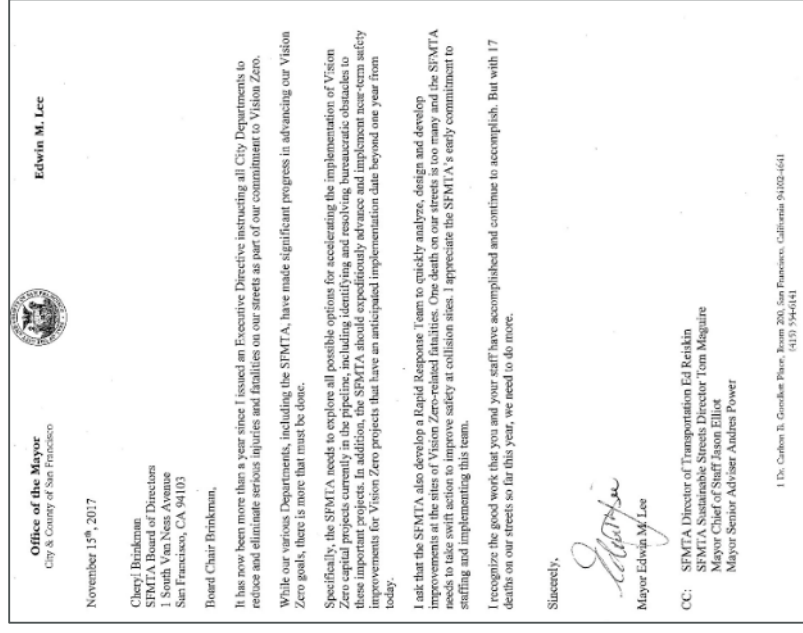 Office of the Mayor
City & County of San Francisco
Edwin M. Lee
November 15th, 2017
Cheryl Brinkman
SFMTA Board of Directors
1 South Van Ness Avenue
San Francisco, CA 94103
Board Chair Brinkman,
It has now been more than a year since I issued an Executive Directive instructing all City Departments to
reduce and eliminate serious injuries and fatalities on our streets as part of our commitment to Vision Zero.
While our various Departments, including the SFMTA, have made significant progress in advancing our Vision
Zero goals, there is more that must be done.
Specifically, the SFMTA needs to explore all possible options for accelerating the implementation of Vision
Zero capital projects currently in the pipeline, including identifying and resolving bureaucratic obstacles to
these important projects. In addition, the SFMTA should expeditiously advance and implement near-term safety
improvements for Vision Zero projects that have an anticipated implementation date beyond one year from
today.
I ask that the SFMTA also develop a Rapid Response Team to quickly analyze, design and develop
improvements at the sites of Vision Zero-related fatalities. One death on our streets is too many and the SFMTA
needs to take swift action to improve safety at collision sites. I appreciate the SFMTA's early commitment to
staffing and implementing this team.
I recognize the good work that you and your staff have accomplished and continue to accomplish. But with 17
deaths on our streets so far this year, we need to do more.
Sincerely,
Mayor Edwin M. Lee
CC: SFMTA Director of Transportation Ed Reiskin
SFMTA Sustainable Streets Director Tom Maguire
Mayor Chief of Staff Jason Elliot
Mayor Senior Adviser Andres Power
1 Dr. Carlton B. Goodlett Place, Room 200, San Francisco, California 94102-4641
(415) 554-6141